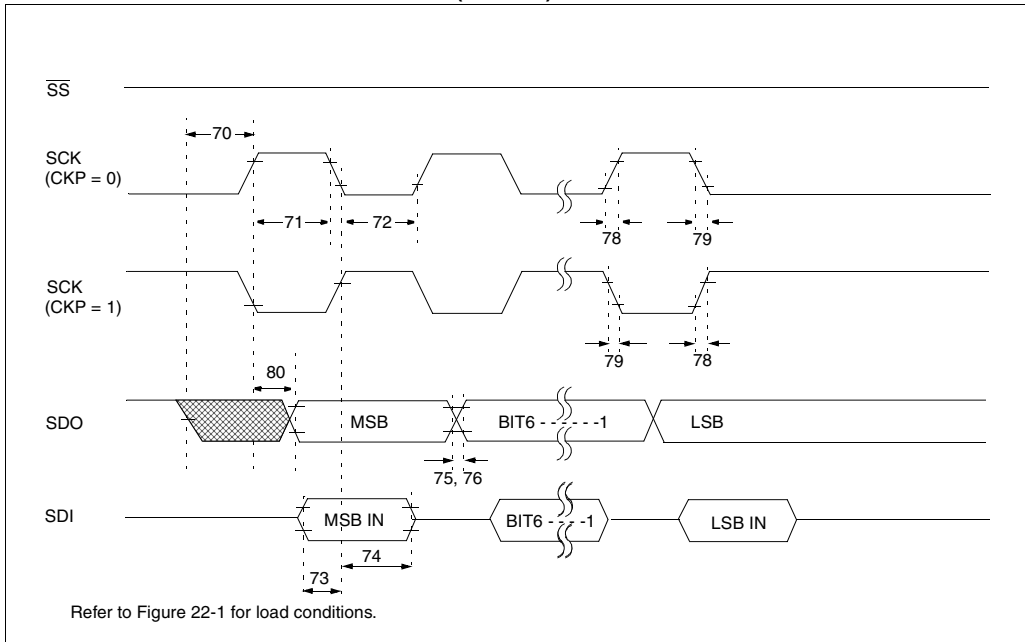 SS
70
SCK
(CKP = 0)
71
72
78
79
SCK
(CKP = 1)
79
78
80
SDO
MSB
BIT6 - - - - - -1
LSB
75, 76
SDI
MSB IN
BIT6 - - - - -1
LSB IN
74
73
Refer to Figure 22-1 for load conditions.